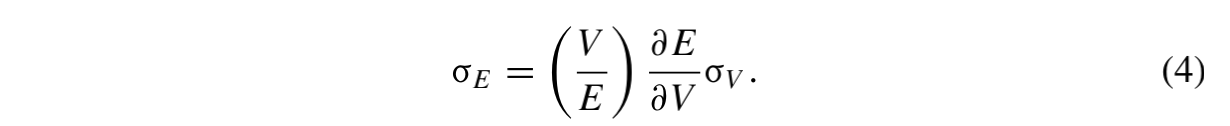 σ_E = (V/E) ∂E/∂V σ_V. (4)